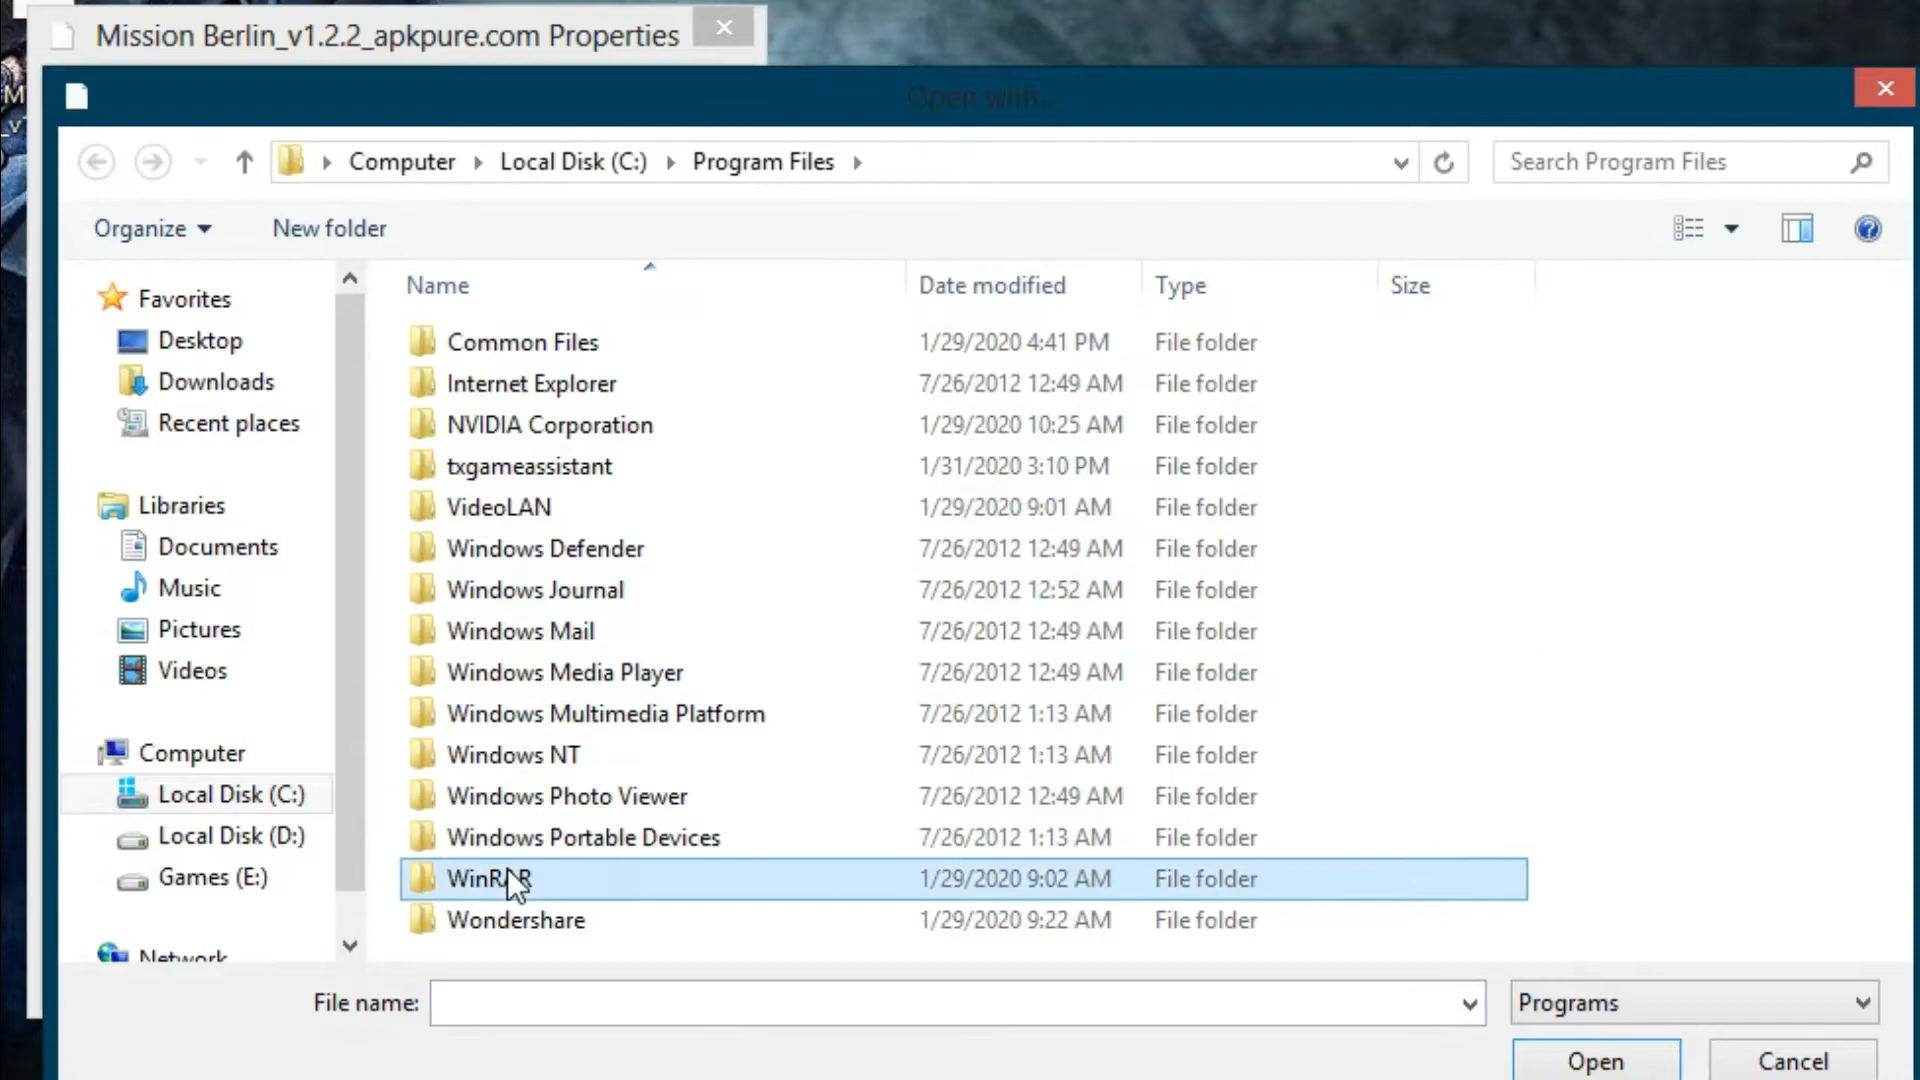 Mission Berlin_v1.2.2_apkpure.com Properties
Open with...
Computer Local Disk (C:) Program Files
Search Program Files
Organize New folder
Name Date modified Type Size
Favorites
Desktop
Downloads
Recent places
Libraries
Documents
Music
Pictures
Videos
Computer
Local Disk (C:)
Local Disk (D:)
Games (E:)
Network
Common Files 1/29/2020 4:41 PM File folder
Internet Explorer 7/26/2012 12:49 AM File folder
NVIDIA Corporation 1/29/2020 10:25 AM File folder
txgameassistant 1/31/2020 3:10 PM File folder
VideoLAN 1/29/2020 9:01 AM File folder
Windows Defender 7/26/2012 12:49 AM File folder
Windows Journal 7/26/2012 12:52 AM File folder
Windows Mail 7/26/2012 12:49 AM File folder
Windows Media Player 7/26/2012 12:49 AM File folder
Windows Multimedia Platform 7/26/2012 1:13 AM File folder
Windows NT 7/26/2012 1:13 AM File folder
Windows Photo Viewer 7/26/2012 12:49 AM File folder
Windows Portable Devices 7/26/2012 1:13 AM File folder
WinRAR 1/29/2020 9:02 AM File folder
Wondershare 1/29/2020 9:22 AM File folder
File name:
Programs
Open Cancel